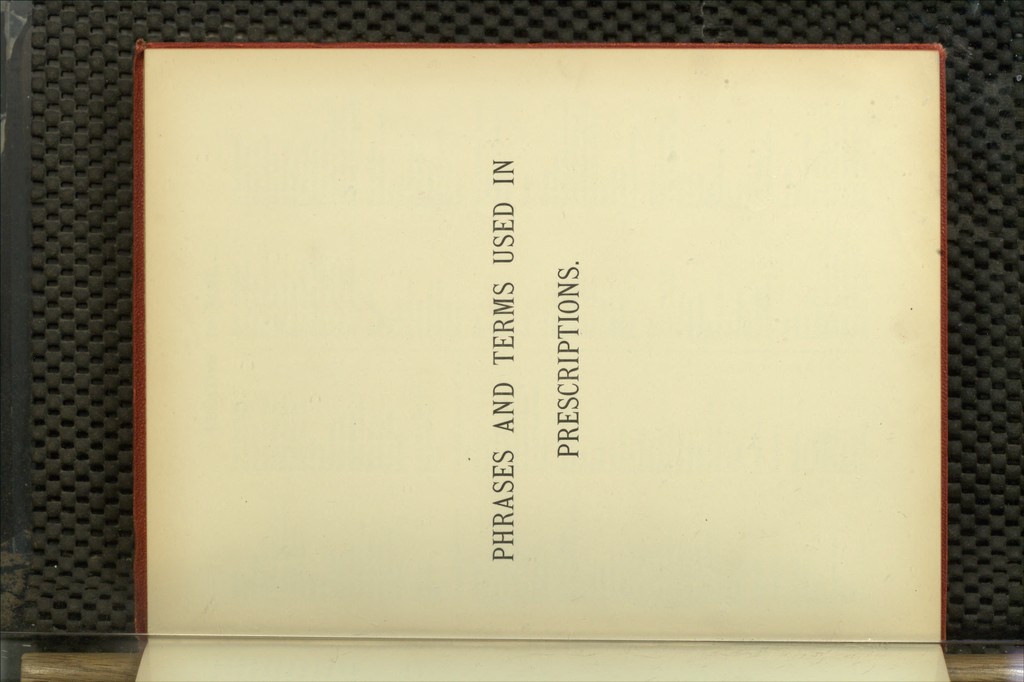 PHRASES AND TERMS USED IN
PRESCRIPTIONS.